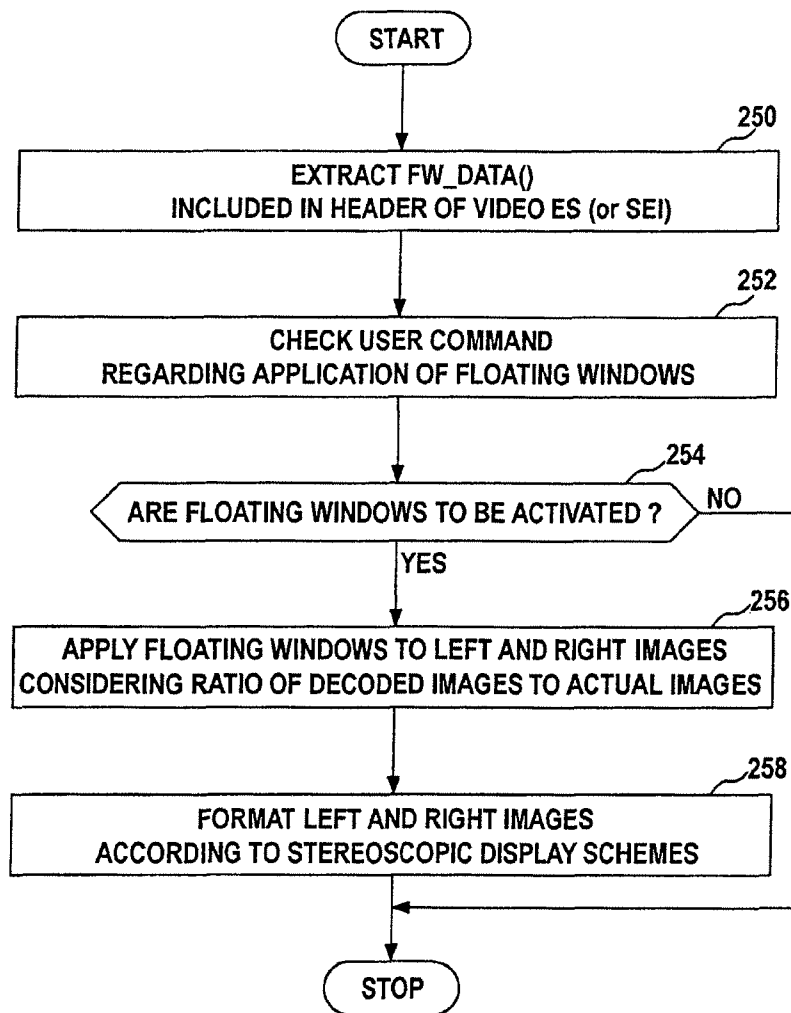 START
250
EXTRACT FW_DATA()
INCLUDED IN HEADER OF VIDEO ES (or SEI)
252
CHECK USER COMMAND
REGARDING APPLICATION OF FLOATING WINDOWS
254
ARE FLOATING WINDOWS TO BE ACTIVATED ?
NO
YES
256
APPLY FLOATING WINDOWS TO LEFT AND RIGHT IMAGES
CONSIDERING RATIO OF DECODED IMAGES TO ACTUAL IMAGES
258
FORMAT LEFT AND RIGHT IMAGES
ACCORDING TO STEREOSCOPIC DISPLAY SCHEMES
STOP